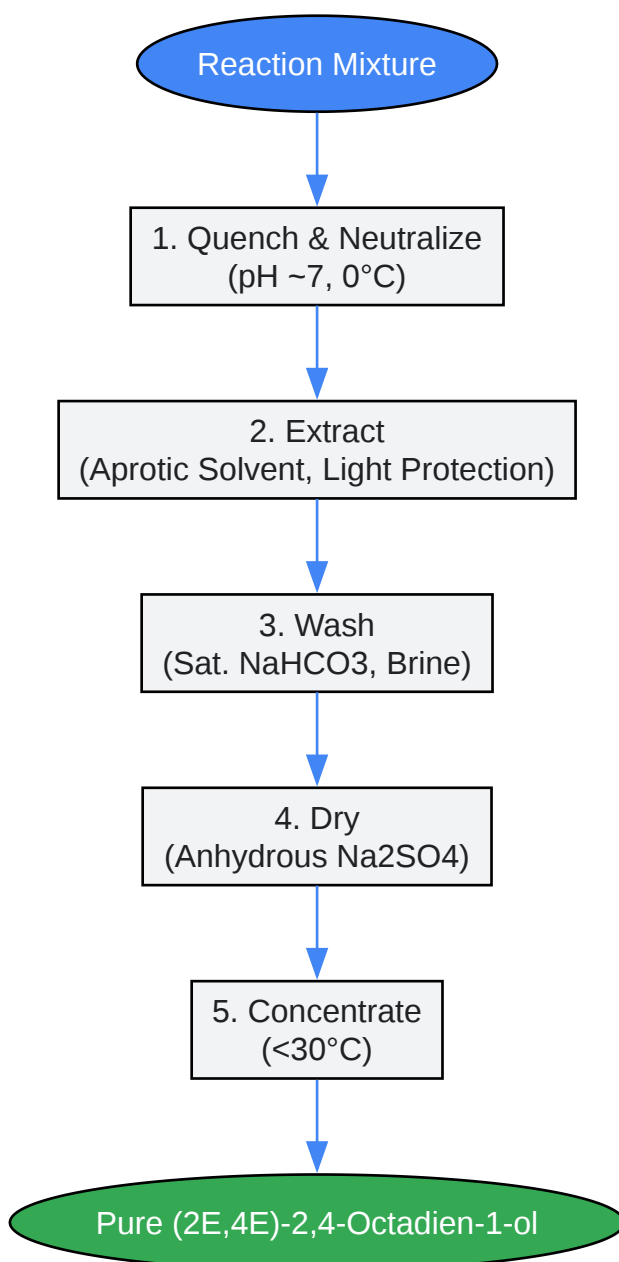 Reaction Mixture
1. Quench & Neutralize
(pH ~7, 0°C)
2. Extract
(Aprotic Solvent, Light Protection)
3. Wash
(Sat. NaHCO3, Brine)
4. Dry
(Anhydrous Na2SO4)
5. Concentrate
(<30°C)
Pure (2E,4E)-2,4-Octadien-1-ol